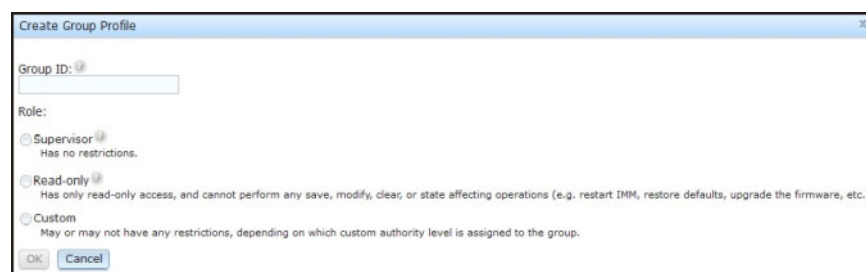 Create Group Profile
x
Group ID:
Role:
Supervisor
Has no restrictions.
Read-only
Has only read-only access, and cannot perform any save, modify, clear, or state affecting operations (e.g. restart IMM, restore defaults, upgrade the firmware, etc.
Custom
May or may not have any restrictions, depending on which custom authority level is assigned to the group.
OK Cancel